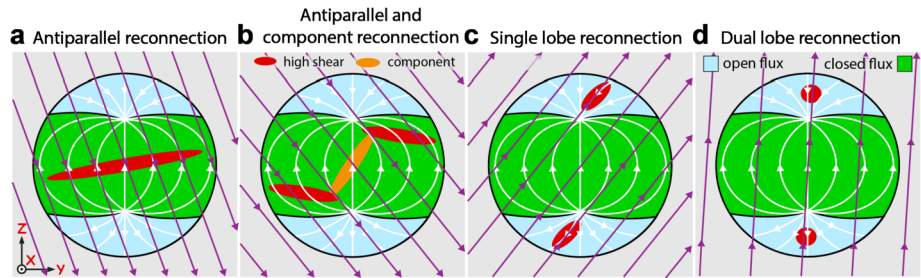 a Antiparallel reconnection
b Antiparallel and
component reconnection
c Single lobe reconnection
d Dual lobe reconnection
high shear
component
open flux
closed flux
Z
X
Y